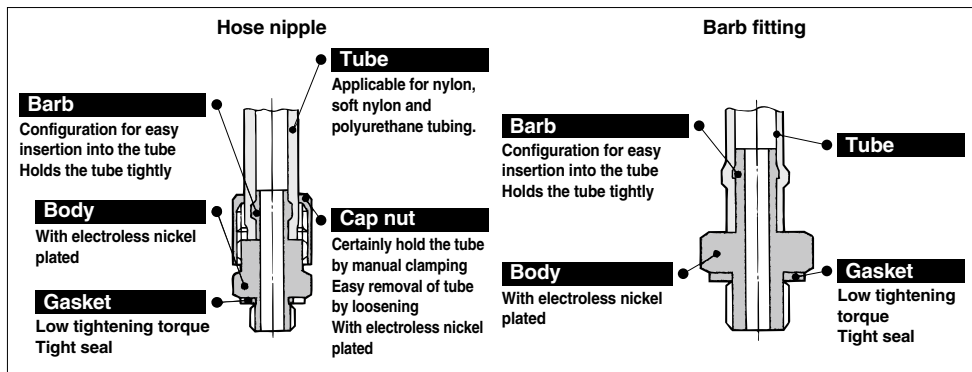 Hose nipple
Tube
Applicable for nylon,
soft nylon and
polyurethane tubing.
Barb
Configuration for easy
insertion into the tube
Holds the tube tightly
Body
With electroless nickel
plated
Cap nut
Certainly hold the tube
by manual clamping
Easy removal of tube
by loosening
With electroless nickel
plated
Gasket
Low tightening torque
Tight seal
Barb fitting
Barb
Configuration for easy
insertion into the tube
Holds the tube tightly
Tube
Body
With electroless nickel
plated
Gasket
Low tightening
torque
Tight seal